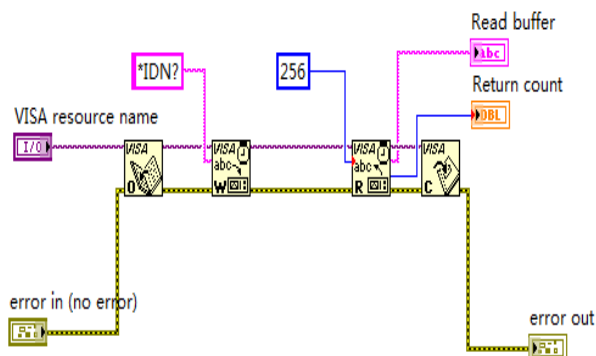 Read buffer
abc
*IDN?
256
Return count
DBL
VISA resource name
I/O
VISA
O
VISA
abc
W
VISA
abc
R
VISA
C
error in (no error)
error out